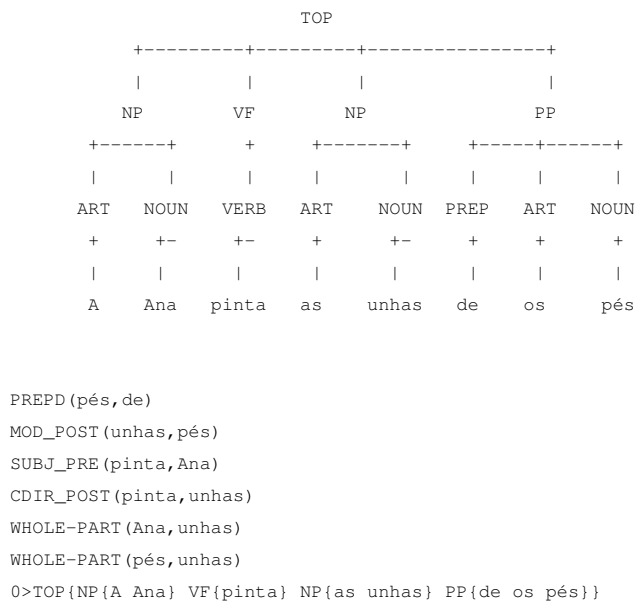 TOP
+---------+---------+---------------+
| | | |
NP VF NP PP
+------+ + +-------+ +-----+------+
| | | | | | | |
ART NOUN VERB ART NOUN PREP ART NOUN
+ +- +- + +- + + +
| | | | | | | |
A Ana pinta as unhas de os pés
PREPD(pés,de)
MOD_POST(unhas,pés)
SUBJ_PRE(pinta,Ana)
CDIR_POST(pinta,unhas)
WHOLE-PART(Ana,unhas)
WHOLE-PART(pés,unhas)
0>TOP{NP{A Ana} VF{pinta} NP{as unhas} PP{de os pés}}